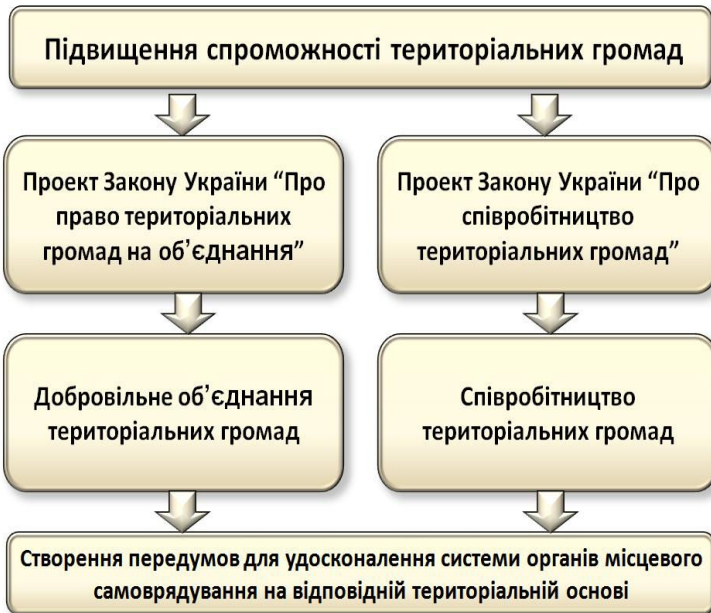 Підвищення спроможності територіальних громад
Проект Закону України “Про
право територіальних
громад на об’єднання”
Проект Закону України “Про
співробітництво
територіальних громад”
Добровільне об’єднання
територіальних громад
Співробітництво
територіальних громад
Створення передумов для удосконалення системи органів місцевого
самоврядування на відповідній територіальній основі